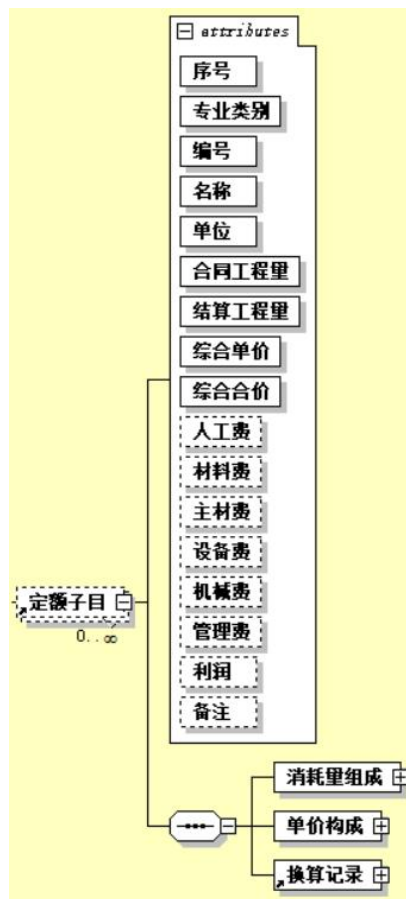 attributes
序号
专业类别
编号
名称
单位
合同工程量
结算工程量
综合单价
综合合价
人工费
材料费
主材费
设备费
机械费
管理费
利润
备注
定额子目
0..∞
消耗量组成
单价构成
换算记录